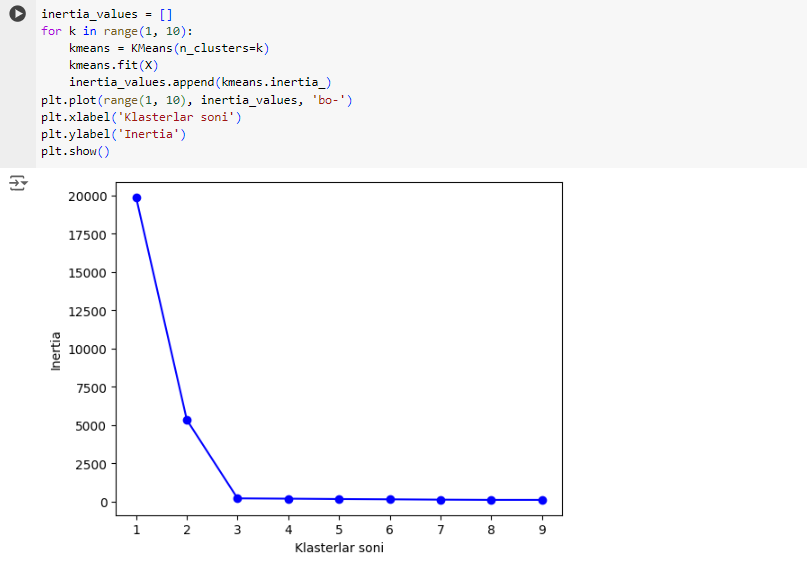 inertia_values = []
for k in range(1, 10):
    kmeans = KMeans(n_clusters=k)
    kmeans.fit(X)
    inertia_values.append(kmeans.inertia_)
plt.plot(range(1, 10), inertia_values, 'bo-')
plt.xlabel('Klasterlar soni')
plt.ylabel('Inertia')
plt.show()
20000
17500
15000
12500
10000
7500
5000
2500
0
Inertia
1 2 3 4 5 6 7 8 9
Klasterlar soni